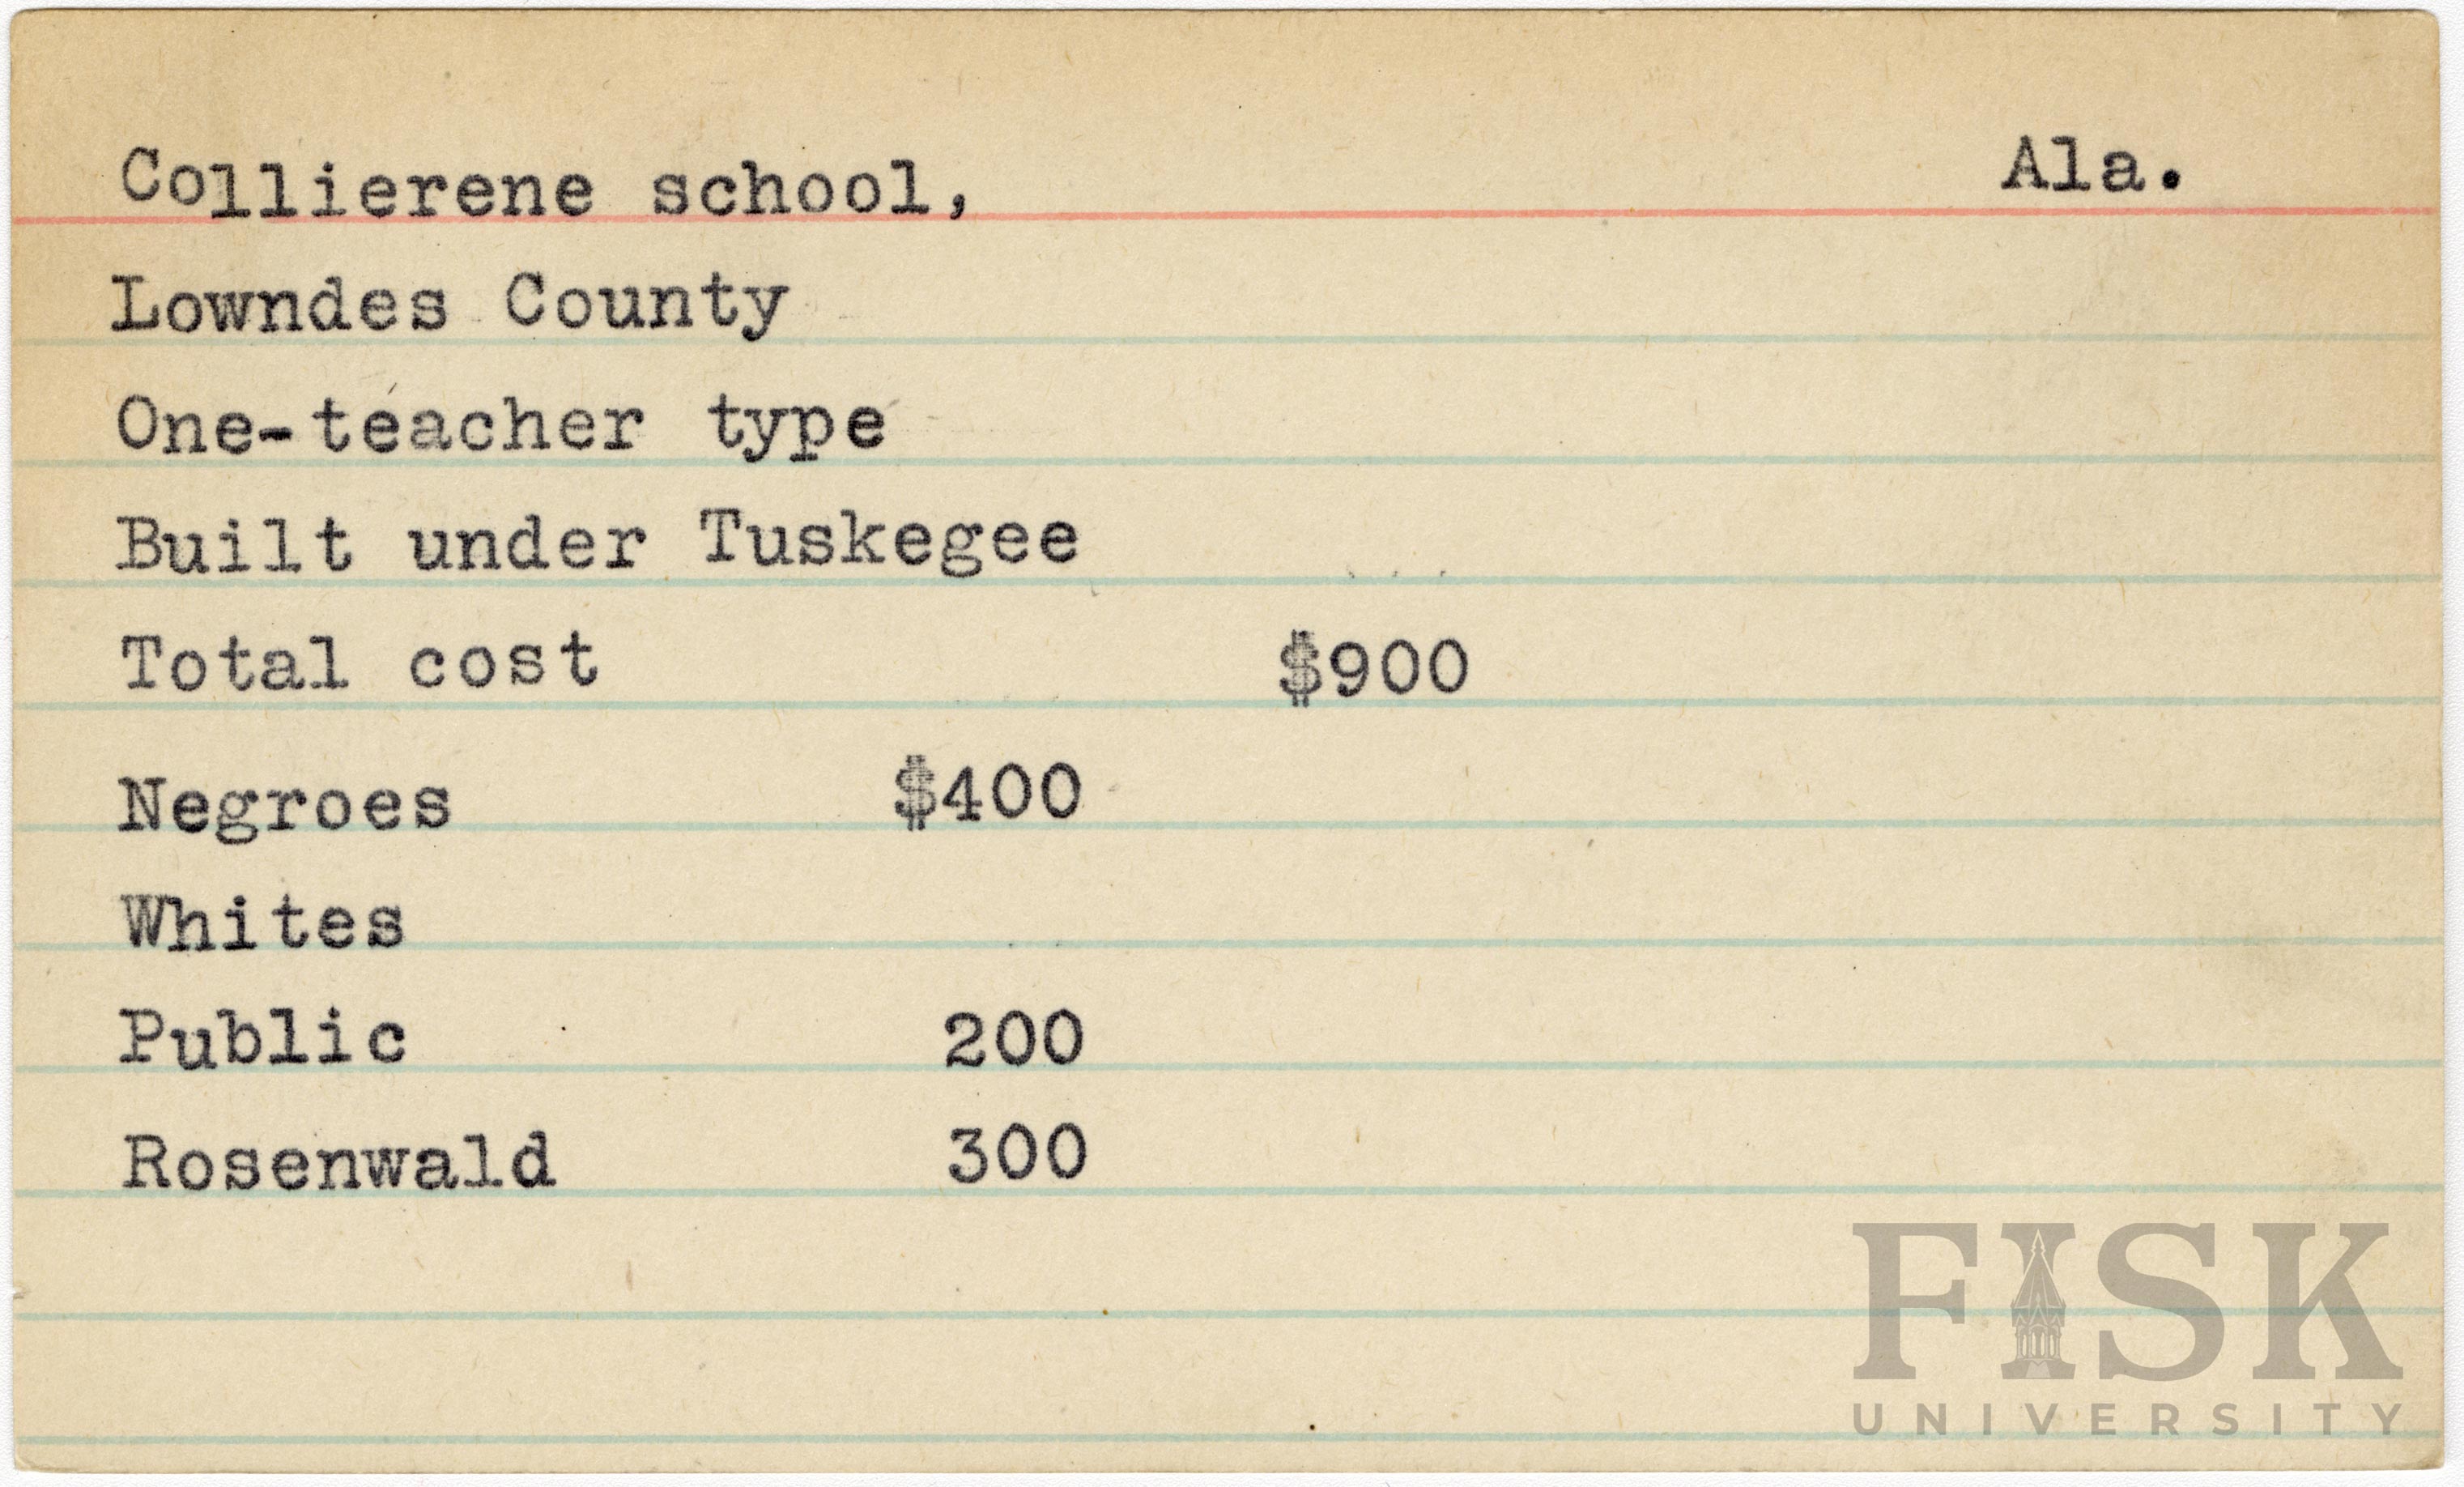 Collierene school, Ala.
Lowndes County
One-teacher type
Built under Tuskegee
Total cost $900
Negroes $400
Whites
Public 200
Rosenwald 300
FISK
UNIVERSITY